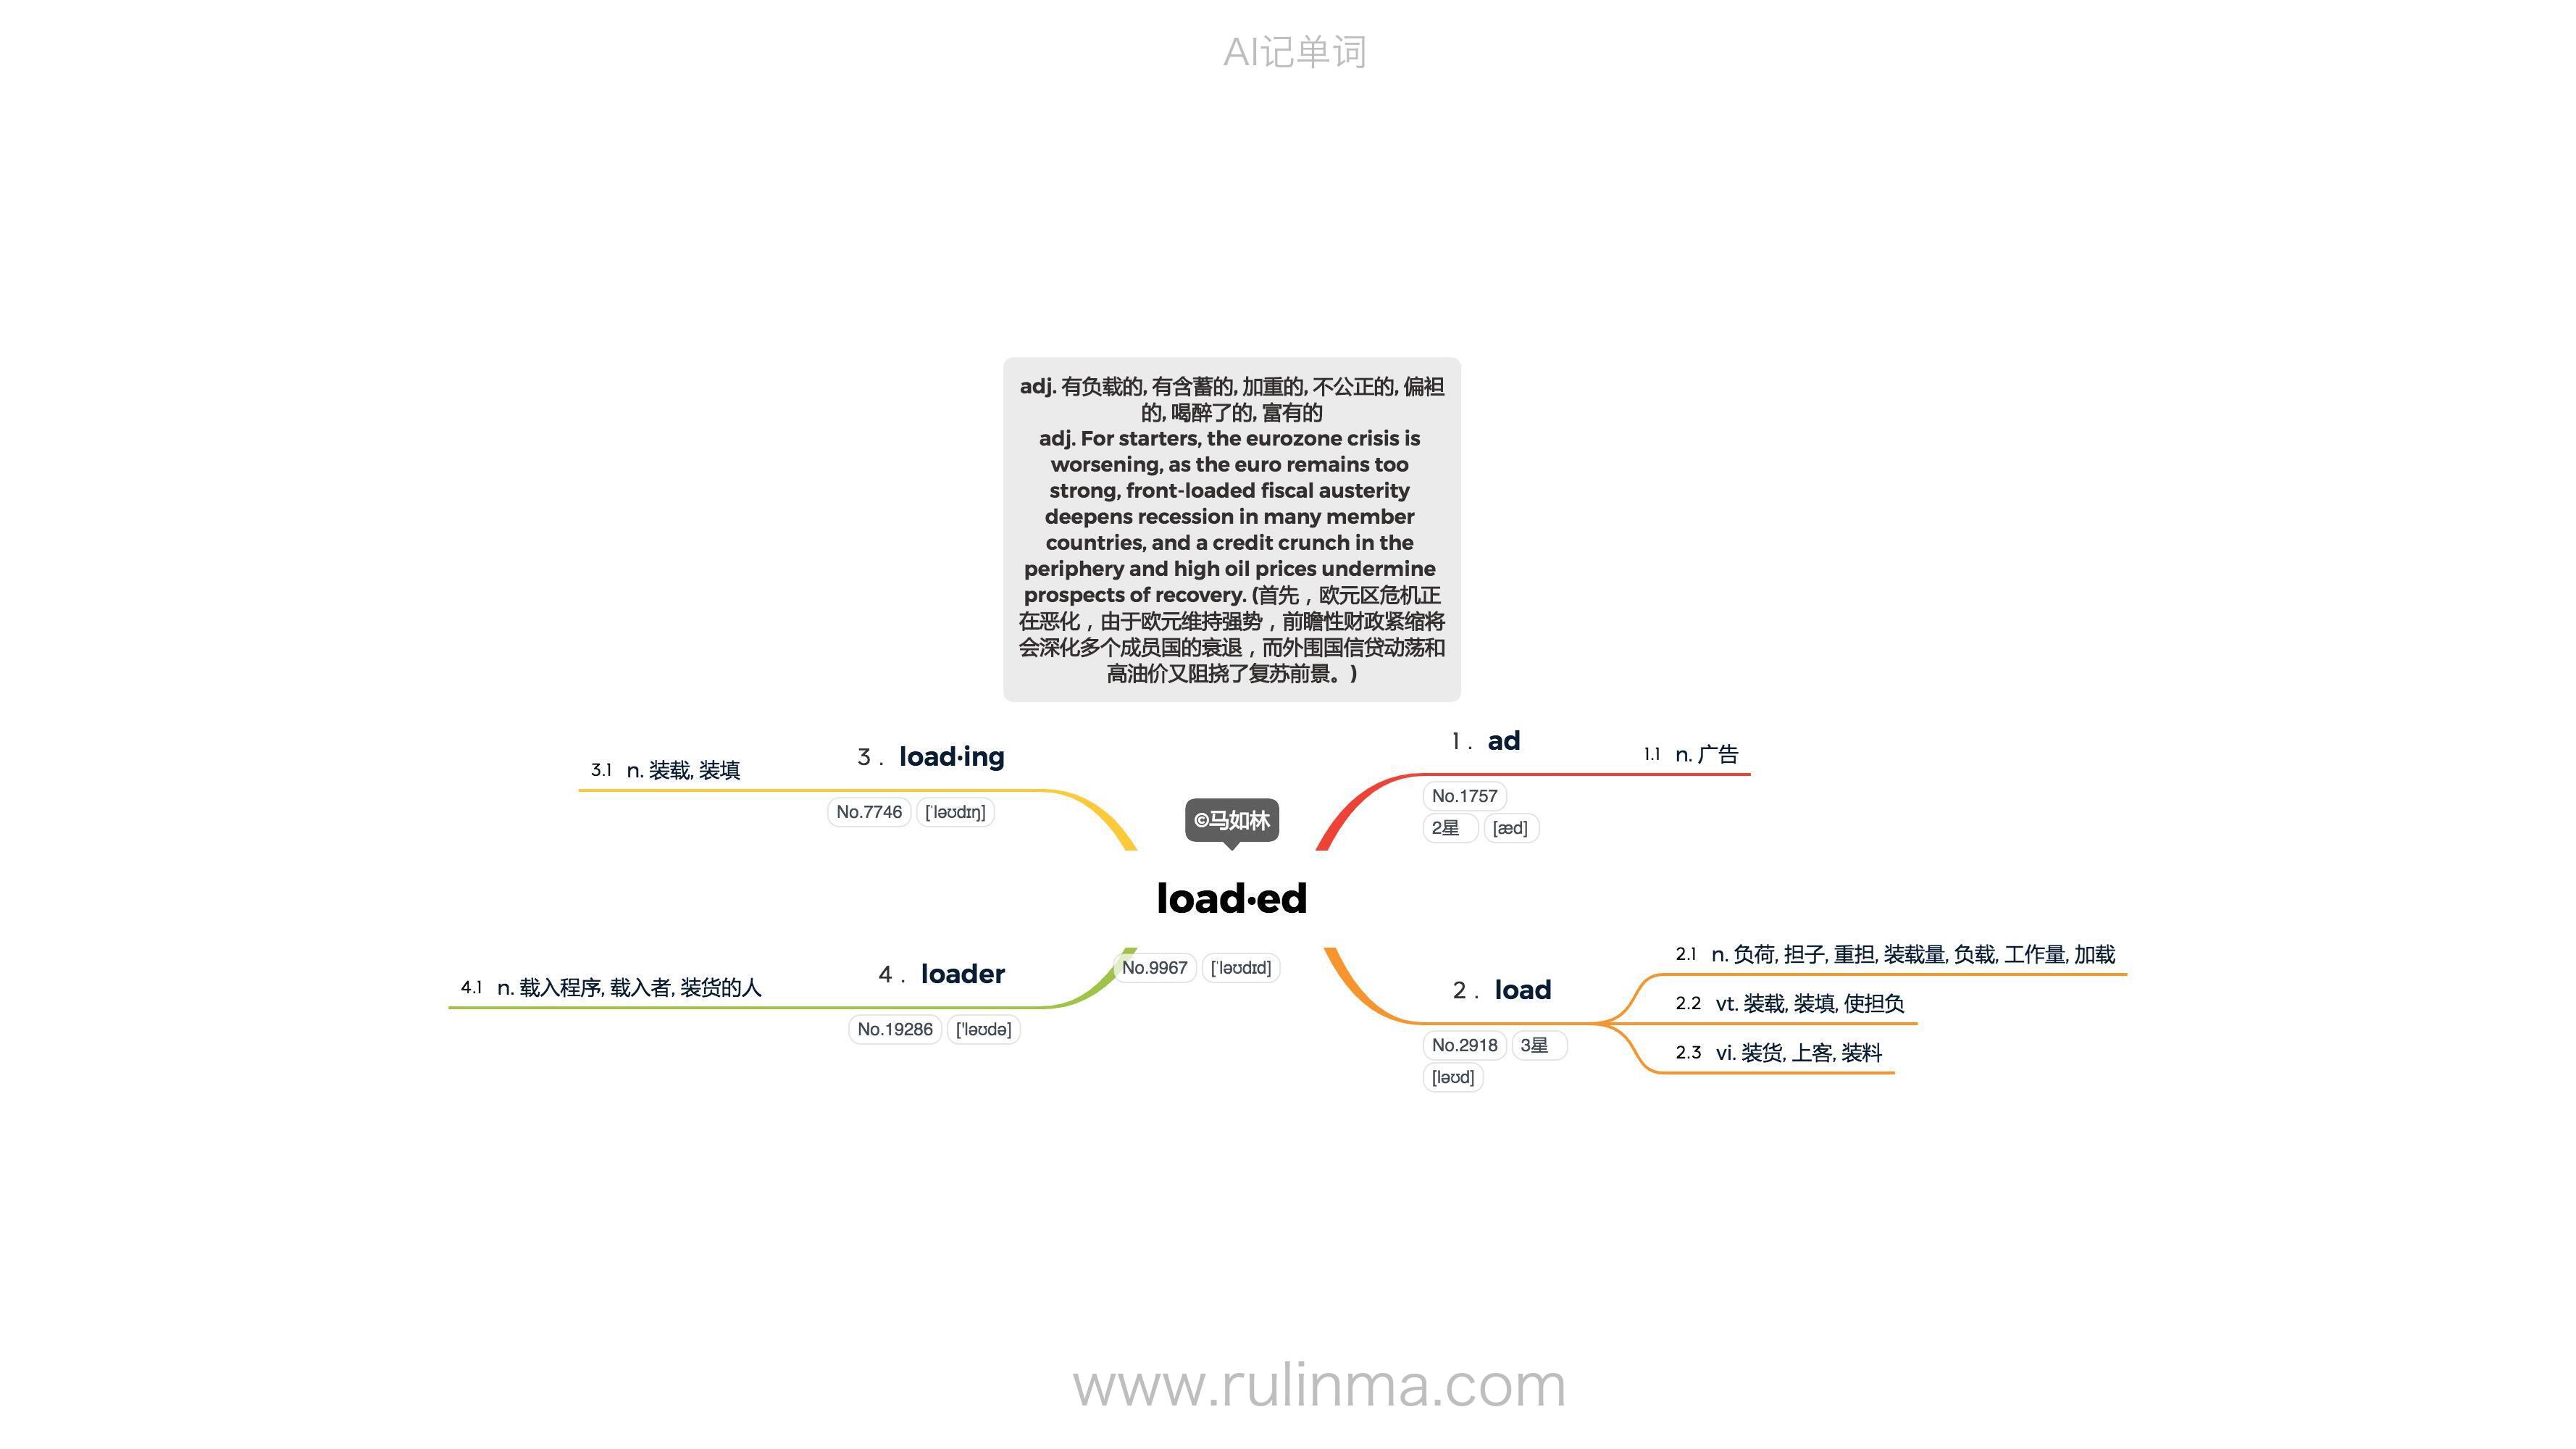 AI记单词
adj. 有负载的, 有含蓄的, 加重的, 不公正的, 偏袒
的, 喝醉了的, 富有的
adj. For starters, the eurozone crisis is
worsening, as the euro remains too
strong, front-loaded fiscal austerity
deepens recession in many member
countries, and a credit crunch in the
periphery and high oil prices undermine
prospects of recovery. (首先，欧元区危机正
在恶化，由于欧元维持强势，前瞻性财政紧缩将
会深化多个成员国的衰退，而外围国信贷动荡和
高油价又阻挠了复苏前景。)
©马如林
load·ed
No.9967 [ˈləʊdɪd]
1. ad
No.1757
2星 [æd]
1.1 n. 广告
2. load
No.2918 3星
[ləʊd]
2.1 n. 负荷, 担子, 重担, 装载量, 负载, 工作量, 加载
2.2 vt. 装载, 装填, 使担负
2.3 vi. 装货, 上客, 装料
3. load·ing
No.7746 [ˈləʊdɪŋ]
3.1 n. 装载, 装填
4. loader
No.19286 ['ləʊdə]
4.1 n. 载入程序, 载入者, 装货的人
www.rulinma.com